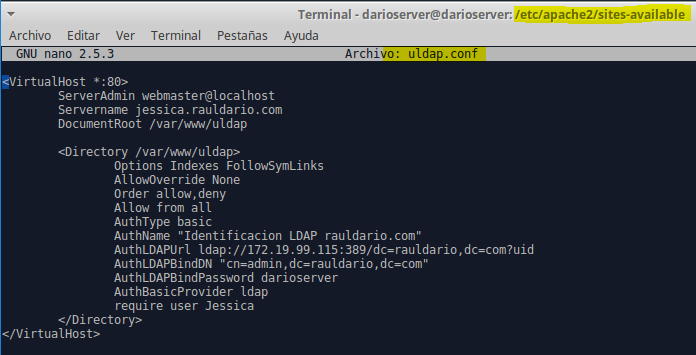 Terminal - darioserver@darioserver: /etc/apache2/sites-available
Archivo Editar Ver Terminal Pestañas Ayuda
GNU nano 2.5.3 Archivo: uldap.conf
<VirtualHost *:80>
ServerAdmin webmaster@localhost
Servername jessica.rauldario.com
DocumentRoot /var/www/uldap
<Directory /var/www/uldap>
Options Indexes FollowSymLinks
AllowOverride None
Order allow,deny
Allow from all
AuthType basic
AuthName "Identificacion LDAP rauldario.com"
AuthLDAPUrl ldap://172.19.99.115:389/dc=rauldario,dc=com?uid
AuthLDAPBindDN "cn=admin,dc=rauldario,dc=com"
AuthLDAPBindPassword darioserver
AuthBasicProvider ldap
require user Jessica
</Directory>
</VirtualHost>